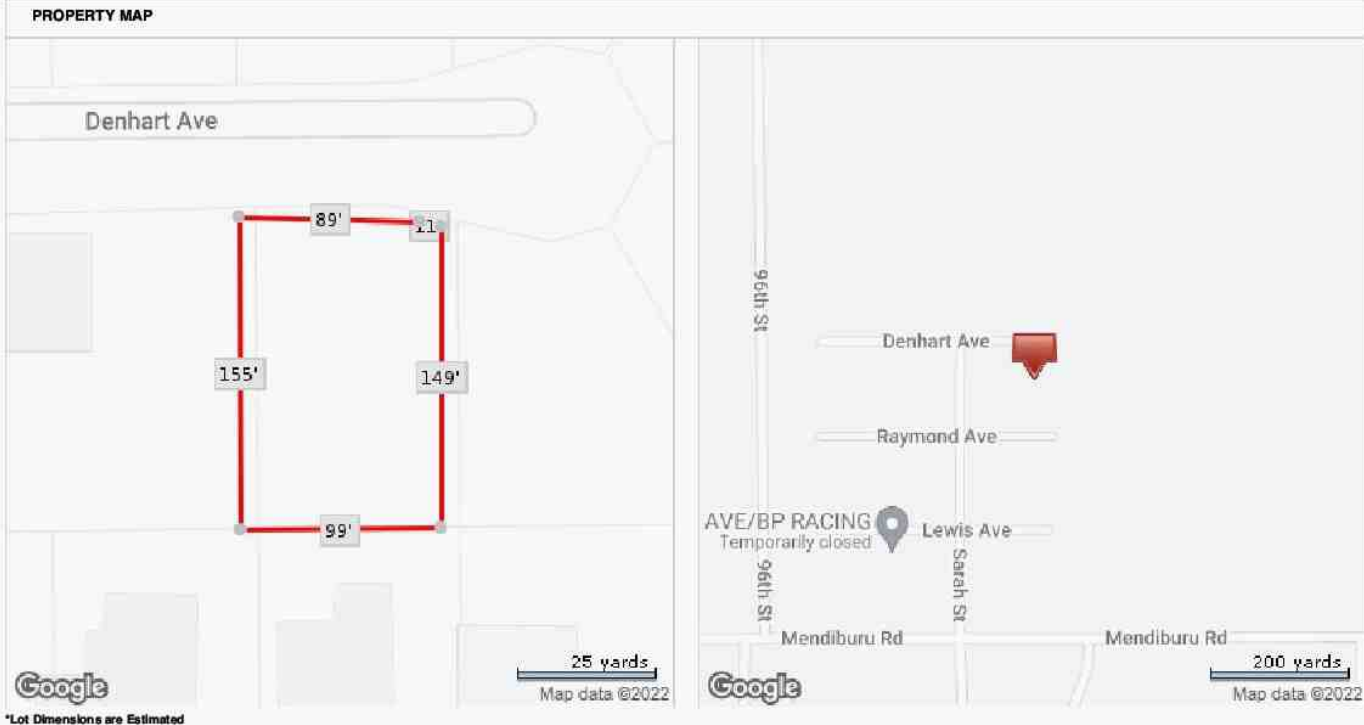 PROPERTY MAP
Denhart Ave
89'
11
155'
149'
99'
25 yards
Google
Map data ©2022
96th St
Denhart Ave
Raymond Ave
AVE/BP RACING
Temporarily closed
Lewis Ave
96th St
Sarah St
Mendiburu Rd
Mendiburu Rd
200 yards
Google
Map data ©2022
*Lot Dimensions are Estimated